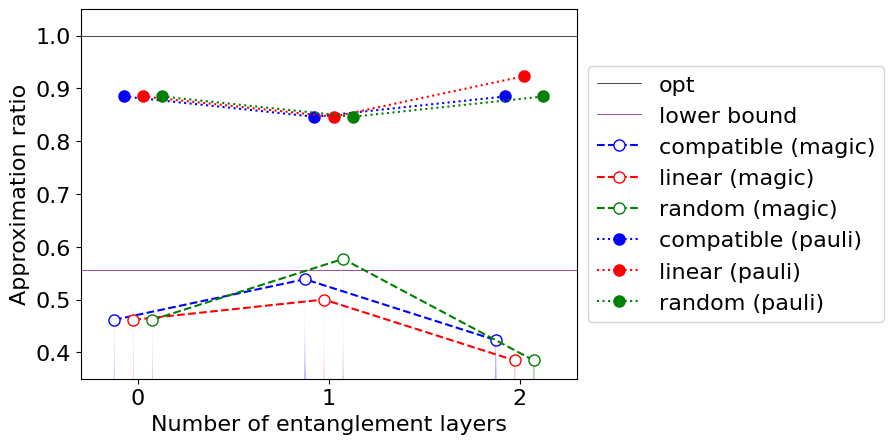 1.0
0.9
0.8
0.7
0.6
0.5
0.4
Approximation ratio
0
1
2
Number of entanglement layers
opt
lower bound
compatible (magic)
linear (magic)
random (magic)
compatible (pauli)
linear (pauli)
random (pauli)